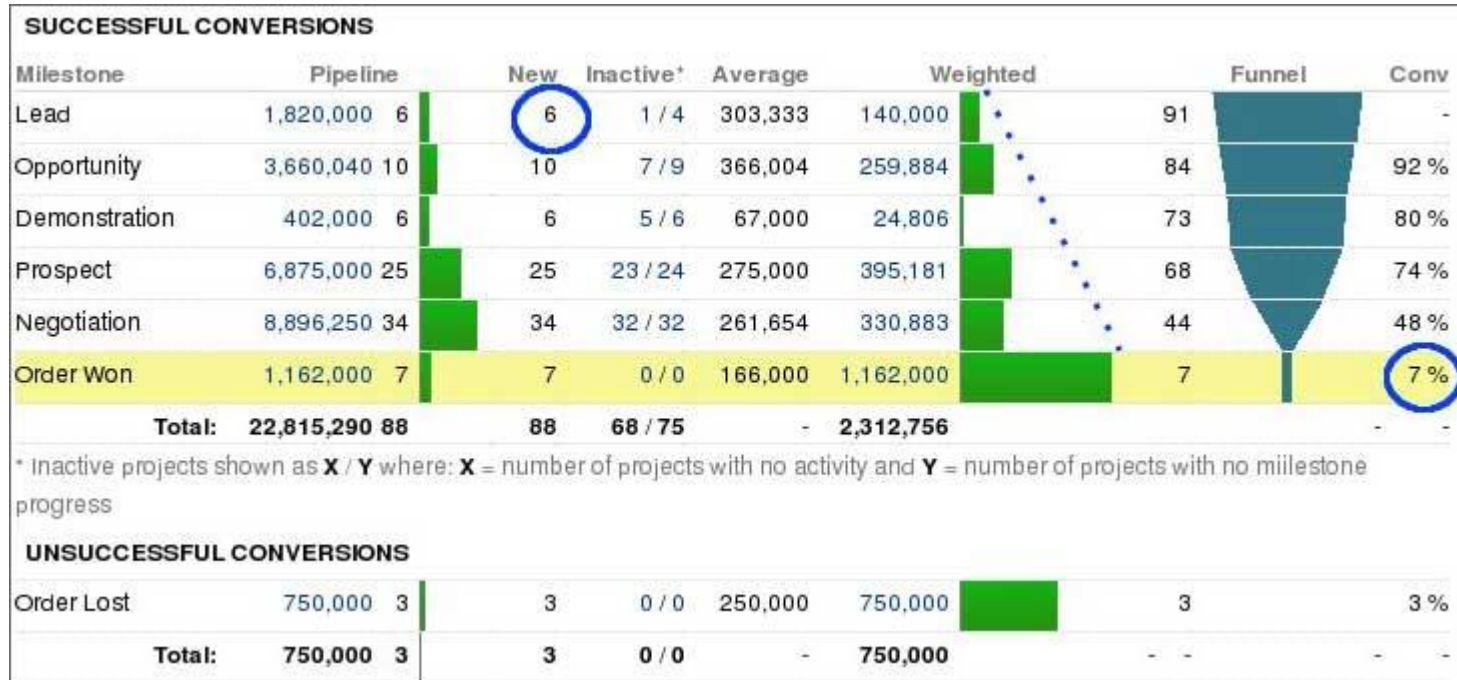 SUCCESSFUL CONVERSIONS
Milestone Pipeline New Inactive* Average Weighted Funnel Conv
Lead 1,820,000 6 6 1 / 4 303,333 140,000 91 -
Opportunity 3,660,040 10 10 7 / 9 366,004 259,884 84 92 %
Demonstration 402,000 6 6 5 / 6 67,000 24,806 73 80 %
Prospect 6,875,000 25 25 23 / 24 275,000 395,181 68 74 %
Negotiation 8,896,250 34 34 32 / 32 261,654 330,883 44 48 %
Order Won 1,162,000 7 7 0 / 0 166,000 1,162,000 7 7 %
Total: 22,815,290 88 88 68 / 75 - 2,312,756 - -
* Inactive projects shown as X / Y where: X = number of projects with no activity and Y = number of projects with no miilestone
progress
UNSUCCESSFUL CONVERSIONS
Order Lost 750,000 3 3 0 / 0 250,000 750,000 3 3 %
Total: 750,000 3 3 0 / 0 - 750,000 - - - -